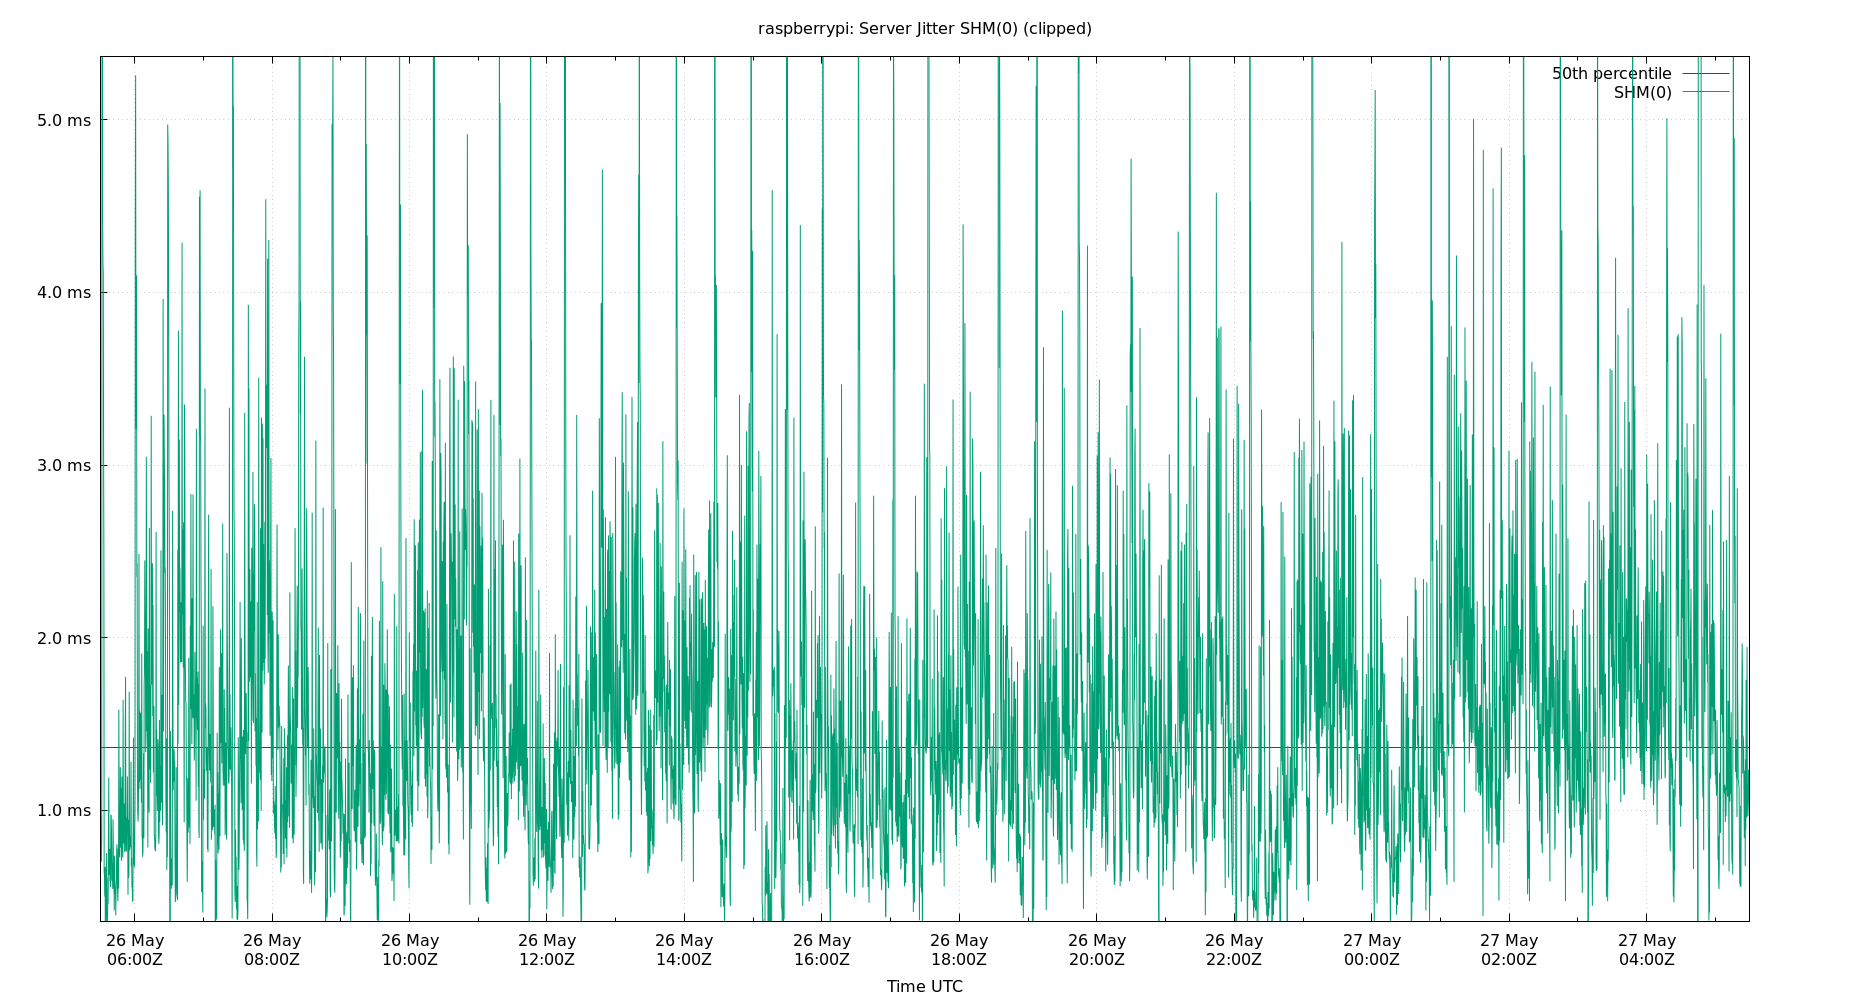 raspberrypi: Server Jitter SHM(0) (clipped)
50th percentile
SHM(0)
5.0 ms
4.0 ms
3.0 ms
2.0 ms
1.0 ms
26 May 26 May 26 May 26 May 26 May 26 May 26 May 26 May 26 May 27 May 27 May 27 May
06:00Z 08:00Z 10:00Z 12:00Z 14:00Z 16:00Z 18:00Z 20:00Z 22:00Z 00:00Z 02:00Z 04:00Z
Time UTC